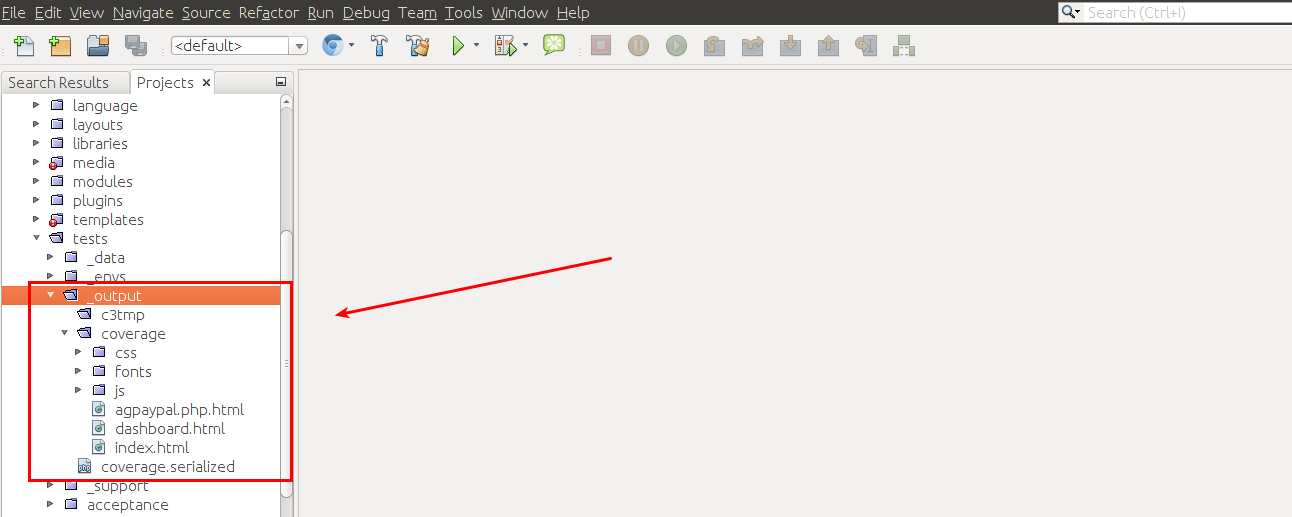 File Edit View Navigate Source Refactor Run Debug Team Tools Window Help Search (Ctrl+I)
<default>
Search Results Projects
language
layouts
libraries
media
modules
plugins
templates
tests
_data
_envs
_output
c3tmp
coverage
css
fonts
js
agpaypal.php.html
dashboard.html
index.html
coverage.serialized
_support
acceptance